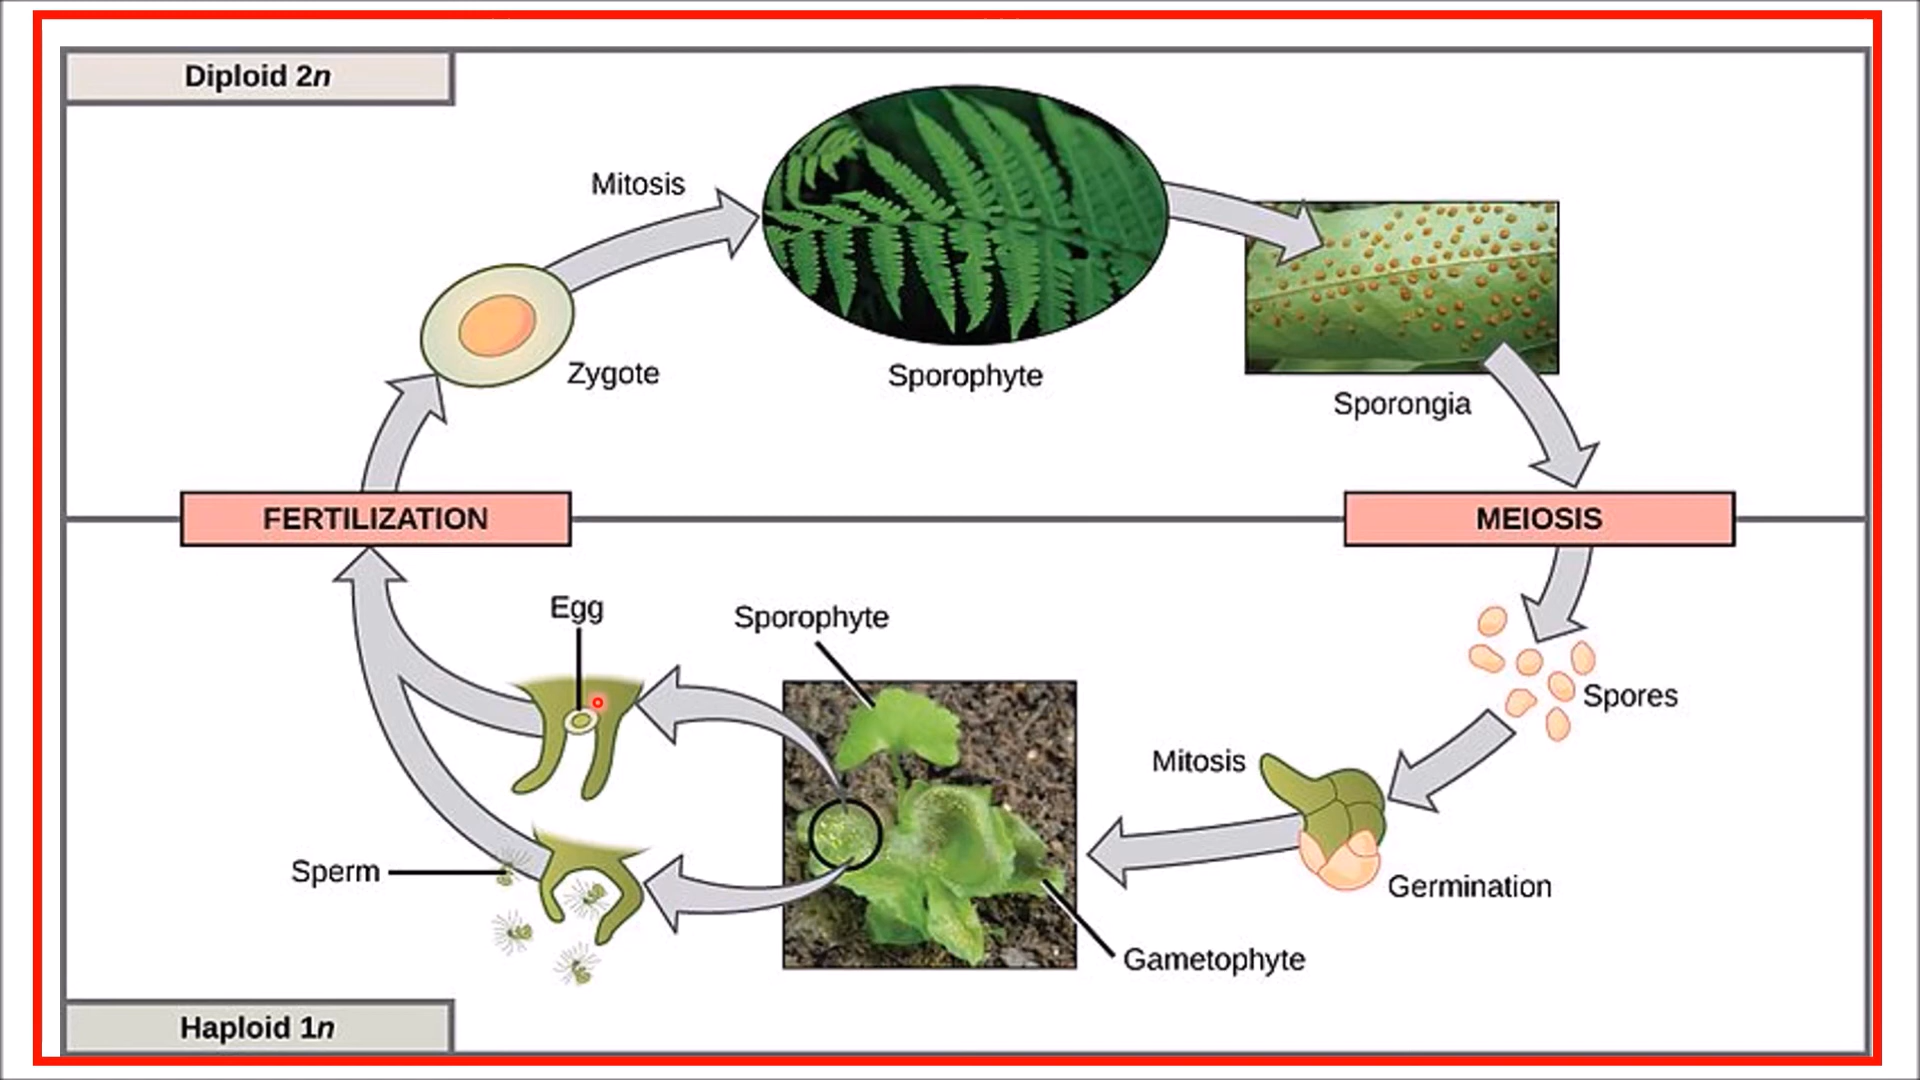 Diploid 2n
Mitosis
Zygote
Sporophyte
Sporongia
FERTILIZATION
MEIOSIS
Egg
Sporophyte
Spores
Mitosis
Sperm
Germination
Gametophyte
Haploid 1n